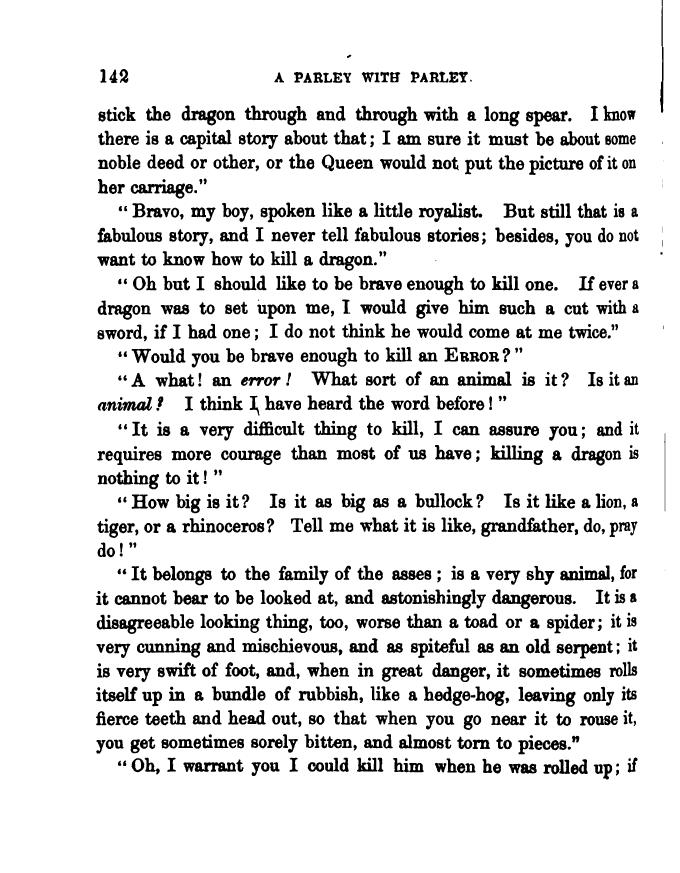 142 A PARLEY WITH PARLEY.
stick the dragon through and through with a long spear. I know
there is a capital story about that; I am sure it must be about some
noble deed or other, or the Queen would not put the picture of it on
her carriage."
"Bravo, my boy, spoken like a little royalist. But still that is a
fabulous story, and I never tell fabulous stories; besides, you do not
want to know how to kill a dragon."
"Oh but I should like to be brave enough to kill one. If ever a
dragon was to set upon me, I would give him such a cut with a
sword, if I had one; I do not think he would come at me twice."
"Would you be brave enough to kill an ERROR?"
"A what! an error! What sort of an animal is it? Is it an
animal? I think I have heard the word before!"
"It is a very difficult thing to kill, I can assure you; and it
requires more courage than most of us have; killing a dragon is
nothing to it!"
"How big is it? Is it as big as a bullock? Is it like a lion, a
tiger, or a rhinoceros? Tell me what it is like, grandfather, do, pray
do!"
"It belongs to the family of the asses; is a very shy animal, for
it cannot bear to be looked at, and astonishingly dangerous. It is a
disagreeable looking thing, too, worse than a toad or a spider; it is
very cunning and mischievous, and as spiteful as an old serpent; it
is very swift of foot, and, when in great danger, it sometimes rolls
itself up in a bundle of rubbish, like a hedge-hog, leaving only its
fierce teeth and head out, so that when you go near it to rouse it,
you get sometimes sorely bitten, and almost torn to pieces."
"Oh, I warrant you I could kill him when he was rolled up; if